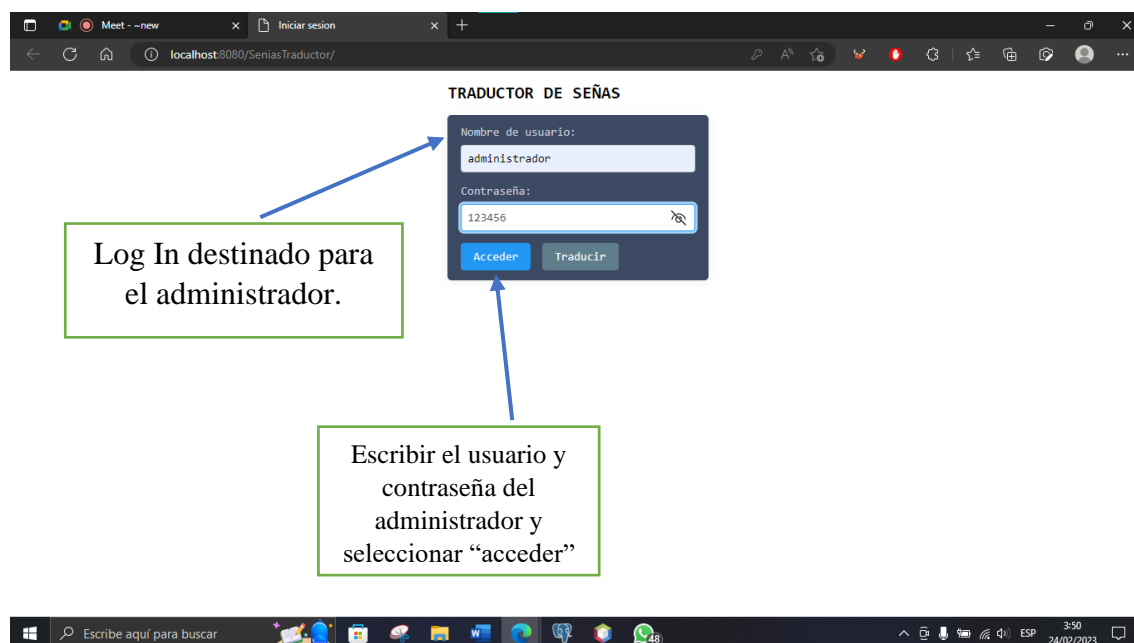 Meet - ~new
Iniciar sesion
localhost:8080/SeniasTraductor/
TRADUCTOR DE SEÑAS
Nombre de usuario:
administrador
Contraseña:
123456
Acceder Traducir
Log In destinado para
el administrador.
Escribir el usuario y
contraseña del
administrador y
seleccionar “acceder”
Escribe aquí para buscar
48
ESP
3:50
24/02/2023